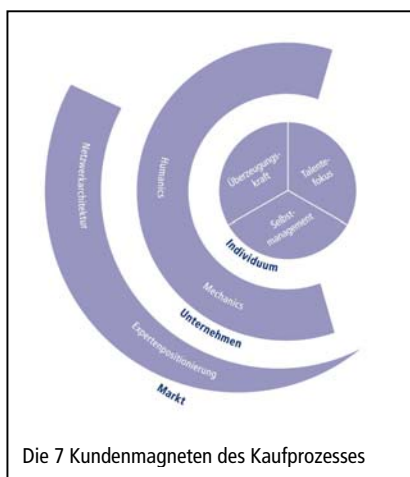 Netzwerkarchitektur
Humanics
Überzeugungs-
kraft
Talente-
fokus
Selbst-
management
Individuum
Mechanics
Unternehmen
Expertenpositionierung
Markt
Die 7 Kundenmagneten des Kaufprozesses